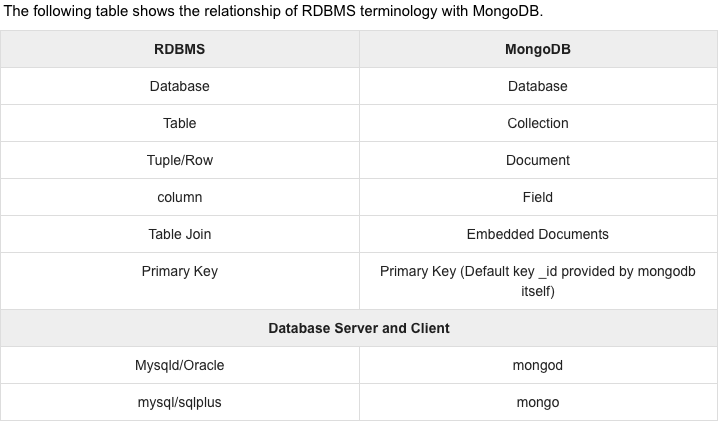 The following table shows the relationship of RDBMS terminology with MongoDB.
RDBMS MongoDB
Database Database
Table Collection
Tuple/Row Document
column Field
Table Join Embedded Documents
Primary Key Primary Key (Default key _id provided by mongodb
itself)
Database Server and Client
Mysqld/Oracle mongod
mysql/sqlplus mongo